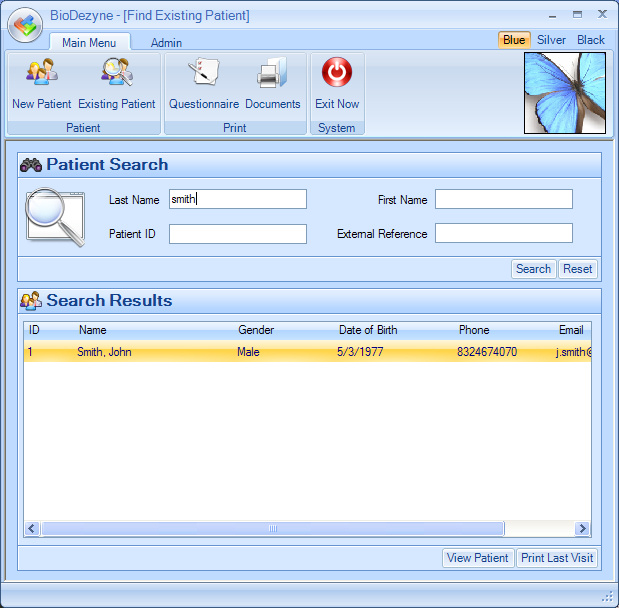 BioDezyne - [Find Existing Patient]
Main Menu Admin Blue Silver Black
New Patient Existing Patient Questionnaire Documents Exit Now
Patient Print System
Patient Search
Last Name smith First Name
Patient ID External Reference
Search Reset
Search Results
ID Name Gender Date of Birth Phone Email
1 Smith, John Male 5/3/1977 8324674070 j.smith@
View Patient Print Last Visit